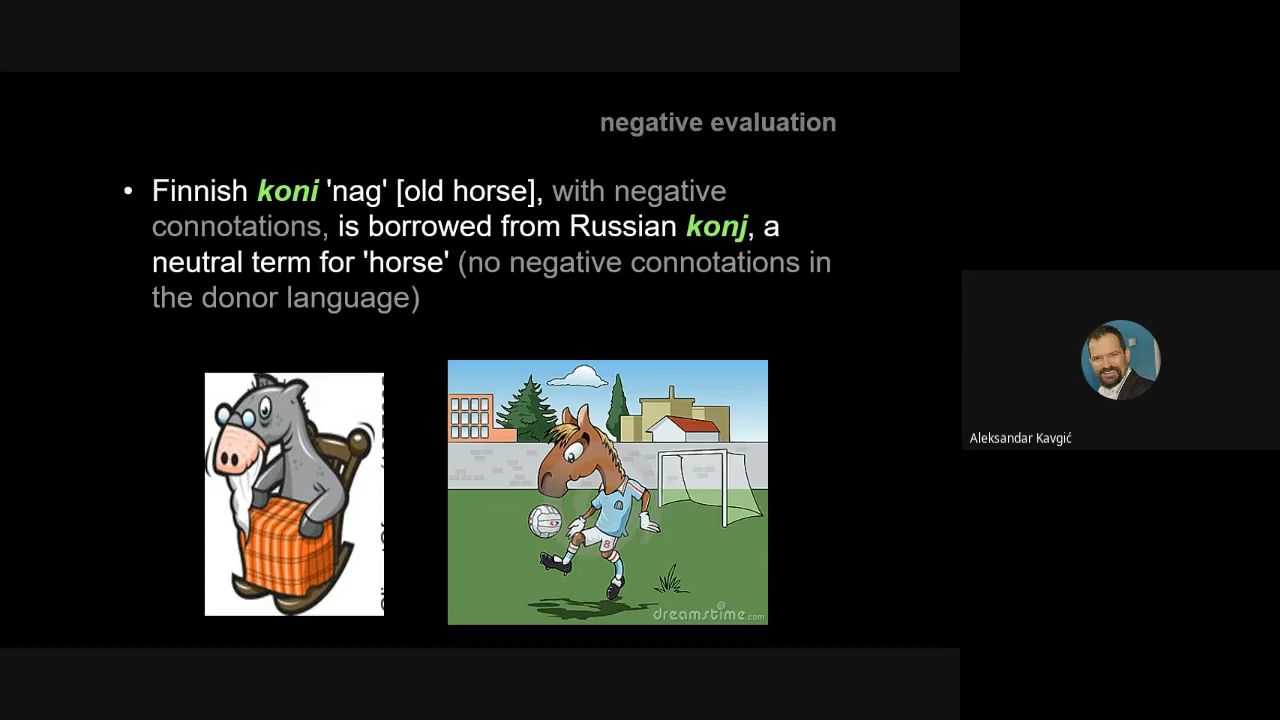 negative evaluation
• Finnish koni 'nag' [old horse], with negative
connotations, is borrowed from Russian konj, a
neutral term for 'horse' (no negative connotations in
the donor language)
8
dreamstime.com
Aleksandar Kavgić